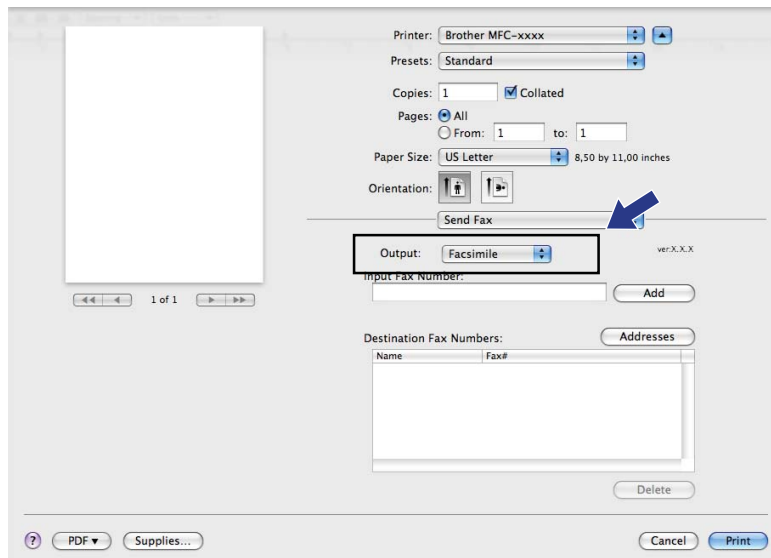 Printer: Brother MFC-xxxx
Presets: Standard
Copies: 1 Collated
Pages: All
From: 1 to: 1
Paper Size: US Letter 8,50 by 11,00 inches
Orientation:
Send Fax
Output: Facsimile ver.X.X.X
Input Fax Number:
Add
1 of 1
Destination Fax Numbers: Addresses
Name Fax#
Delete
? PDF Supplies... Cancel Print